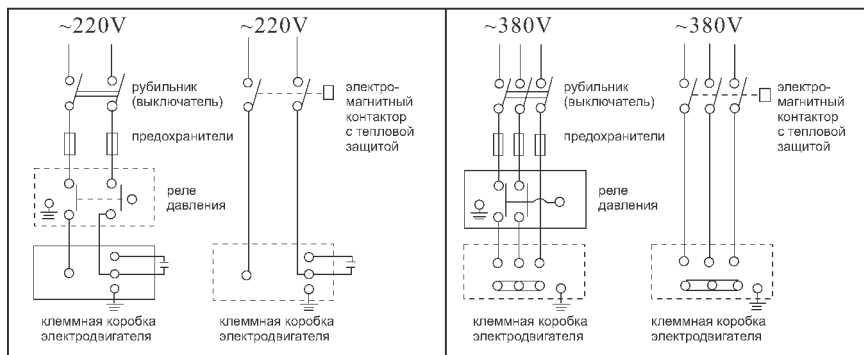 ~220V
~220V
рубильник
(выключатель)
предохранители
электро-
магнитный
контактор
с тепловой
защитой
клеммная коробка
электродвигателя
клеммная коробка
электродвигателя
~380V
~380V
рубильник
(выключатель)
предохранители
реле
давления
электро-
магнитный
контактор
с тепловой
защитой
реле
давления
клеммная коробка
электродвигателя
клеммная коробка
электродвигателя